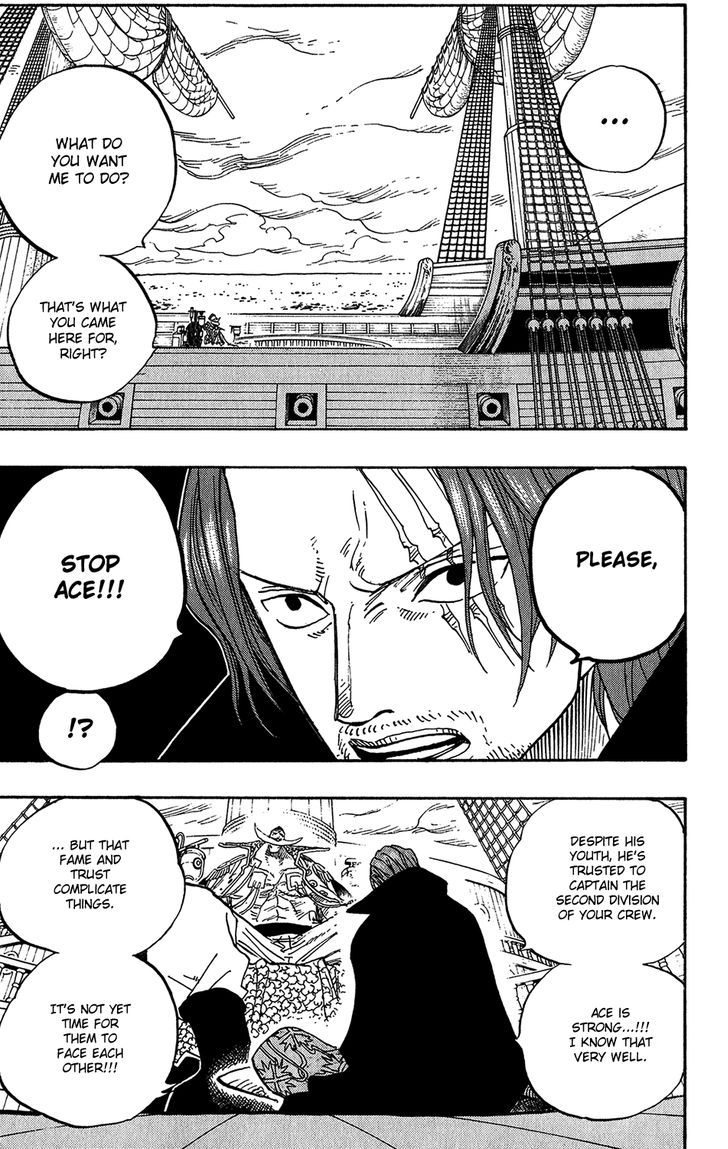 ...
WHAT DO
YOU WANT
ME TO DO?
THAT'S WHAT
YOU CAME
HERE FOR,
RIGHT?
PLEASE,
STOP
ACE!!!
!?
DESPITE HIS
YOUTH, HE'S
TRUSTED TO
CAPTAIN THE
SECOND DIVISION
OF YOUR CREW.
ACE IS
STRONG...!!!
I KNOW THAT
VERY WELL.
... BUT THAT
FAME AND
TRUST
COMPLICATE
THINGS.
IT'S NOT YET
TIME FOR
THEM TO
FACE EACH
OTHER!!!